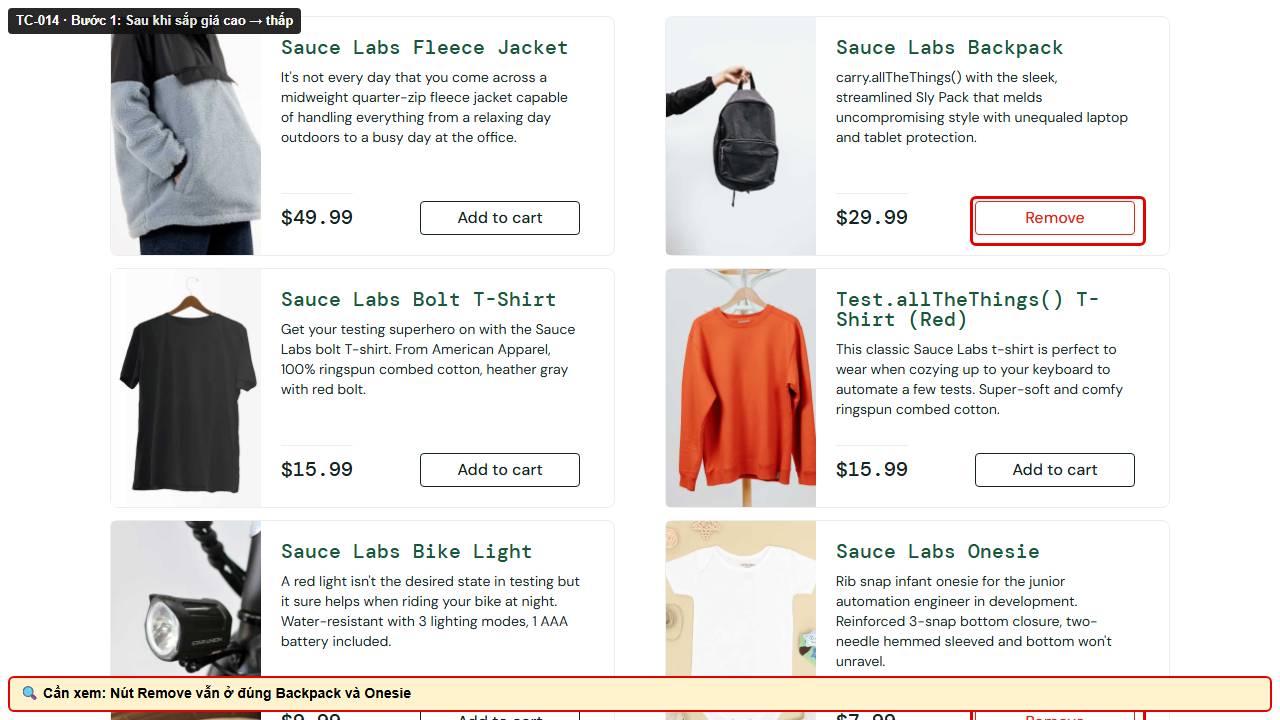 TC-014 · Bước 1: Sau khi sắp giá cao → thấp
Sauce Labs Fleece Jacket
It's not every day that you come across a
midweight quarter-zip fleece jacket capable
of handling everything from a relaxing day
outdoors to a busy day at the office.
$49.99
Add to cart
Sauce Labs Backpack
carry.allTheThings() with the sleek,
streamlined Sly Pack that melds
uncompromising style with unequaled laptop
and tablet protection.
$29.99
Remove
Sauce Labs Bolt T-Shirt
Get your testing superhero on with the Sauce
Labs bolt T-shirt. From American Apparel,
100% ringspun combed cotton, heather gray
with red bolt.
$15.99
Add to cart
Test.allTheThings() T-
Shirt (Red)
This classic Sauce Labs t-shirt is perfect to
wear when cozying up to your keyboard to
automate a few tests. Super-soft and comfy
ringspun combed cotton.
$15.99
Add to cart
Sauce Labs Bike Light
A red light isn't the desired state in testing but
it sure helps when riding your bike at night.
Water-resistant with 3 lighting modes, 1 AAA
battery included.
$9.99
Add to cart
Sauce Labs Onesie
Rib snap infant onesie for the junior
automation engineer in development.
Reinforced 3-snap bottom closure, two-
needle hemmed sleeved and bottom won't
unravel.
$7.99
Remove
🔍 Cần xem: Nút Remove vẫn ở đúng Backpack và Onesie